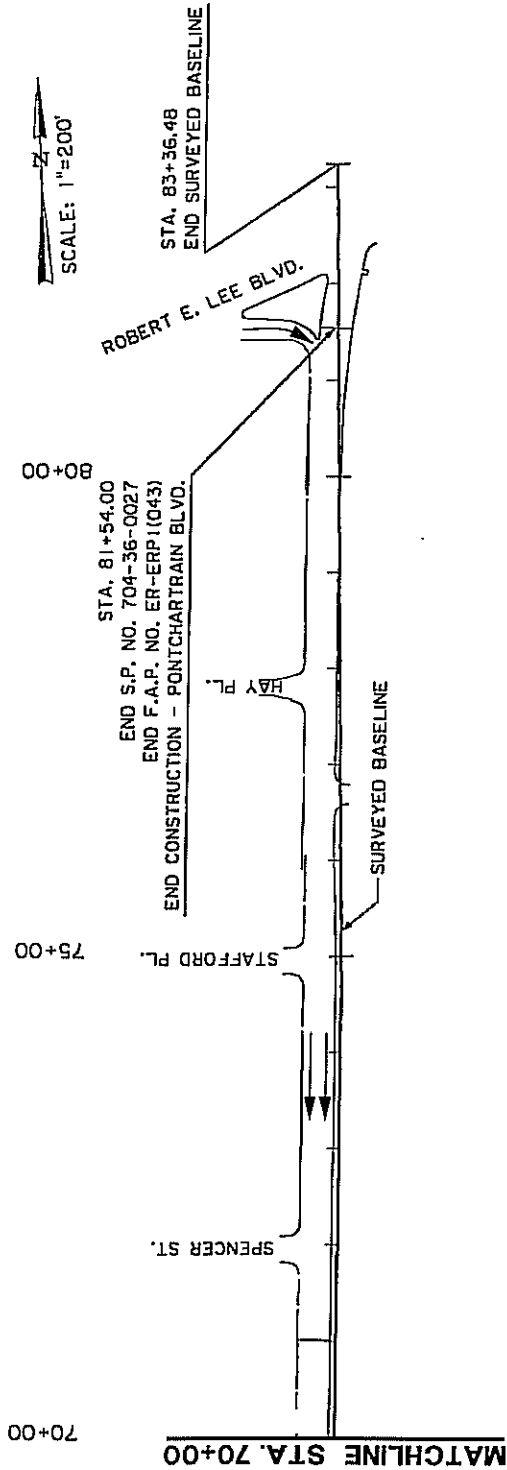 N
SCALE: 1"=200'
STA. 83+36.48
END SURVEYED BASELINE
ROBERT E. LEE BLVD.
80+00
STA. 81+54.00
END S.P. NO. 704-36-0027
END F.A.P. NO. ER-ERP1(043)
END CONSTRUCTION - PONTCHARTRAIN BLVD.
HAY PL.
SURVEYED BASELINE
75+00
STAFFORD PL.
SPENCER ST.
70+00
MATCHLINE STA. 70+00